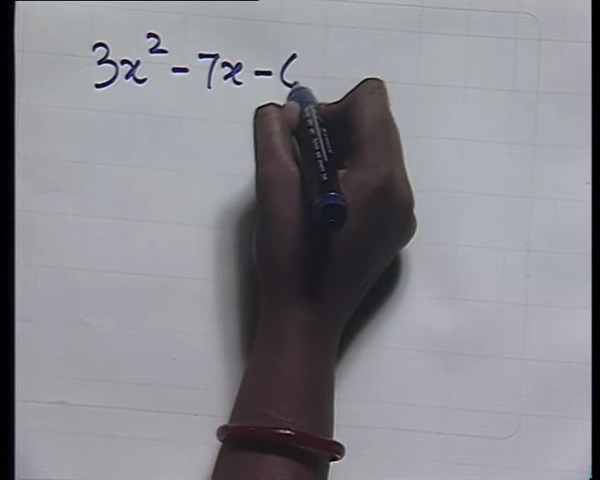 3x² - 7x -